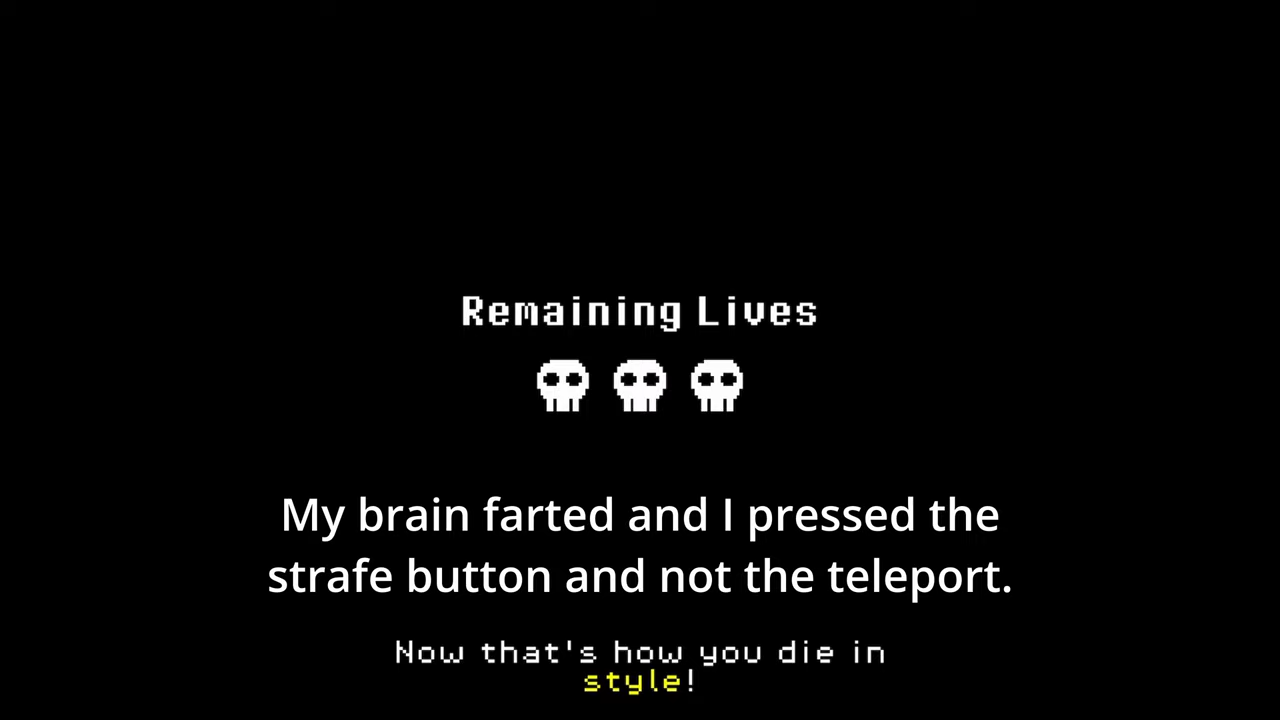 Remaining Lives
My brain farted and I pressed the
strafe button and not the teleport.
Now that's how you die in
style!